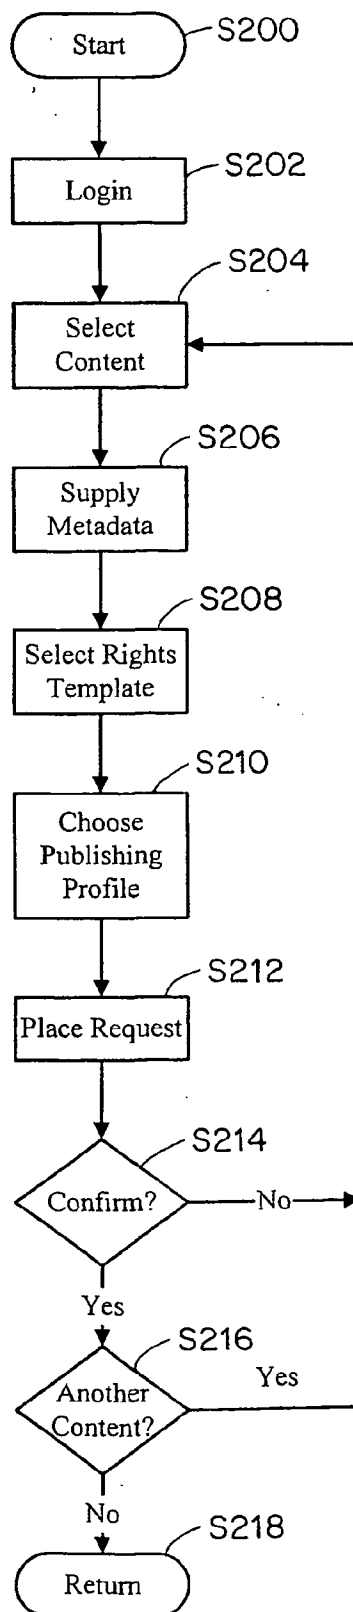 Start
S200
Login
S202
S204
Select
Content
S206
Supply
Metadata
S208
Select Rights
Template
S210
Choose
Publishing
Profile
S212
Place Request
S214
Confirm?
No
Yes
S216
Another
Content?
Yes
No
S218
Return